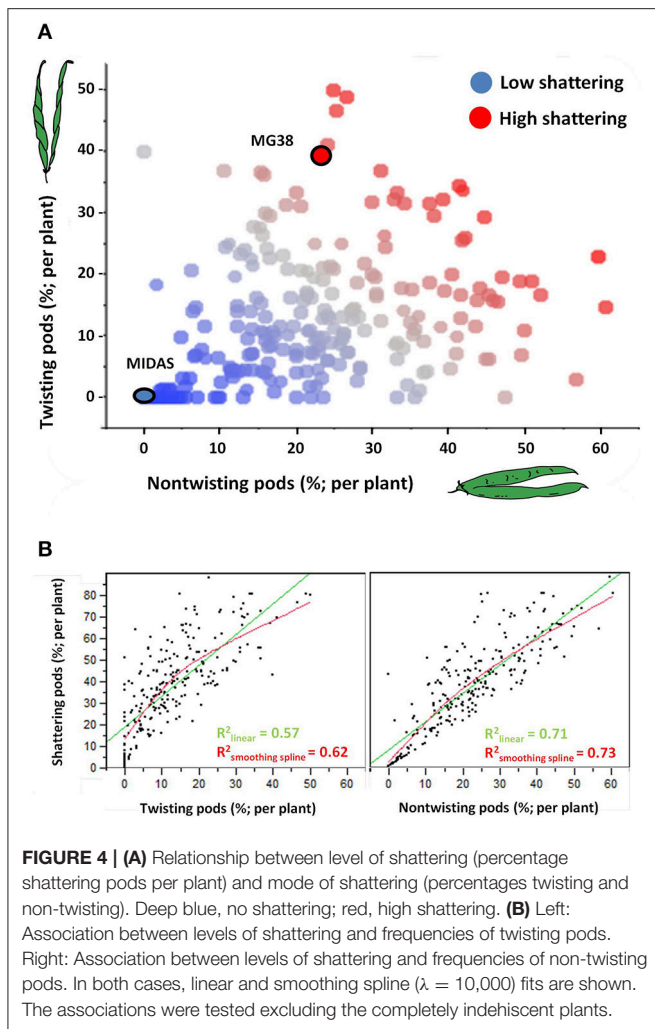 A
50
40
30
20
10
0
Twisting pods (%; per plant)
Low shattering
High shattering
MG38
MIDAS
0 10 20 30 40 50 60
Nontwisting pods (%; per plant)
B
Shattering pods (%; per plant)
80
70
60
50
40
30
20
10
0
R²linear = 0.57
R²smoothing spline = 0.62
0 10 20 30 40 50 60
Twisting pods (%; per plant)
R²linear = 0.71
R²smoothing spline = 0.73
0 10 20 30 40 50 60
Nontwisting pods (%; per plant)
FIGURE 4 | (A) Relationship between level of shattering (percentage
shattering pods per plant) and mode of shattering (percentages twisting and
non-twisting). Deep blue, no shattering; red, high shattering. (B) Left:
Association between levels of shattering and frequencies of twisting pods.
Right: Association between levels of shattering and frequencies of non-twisting
pods. In both cases, linear and smoothing spline (λ = 10,000) fits are shown.
The associations were tested excluding the completely indehiscent plants.